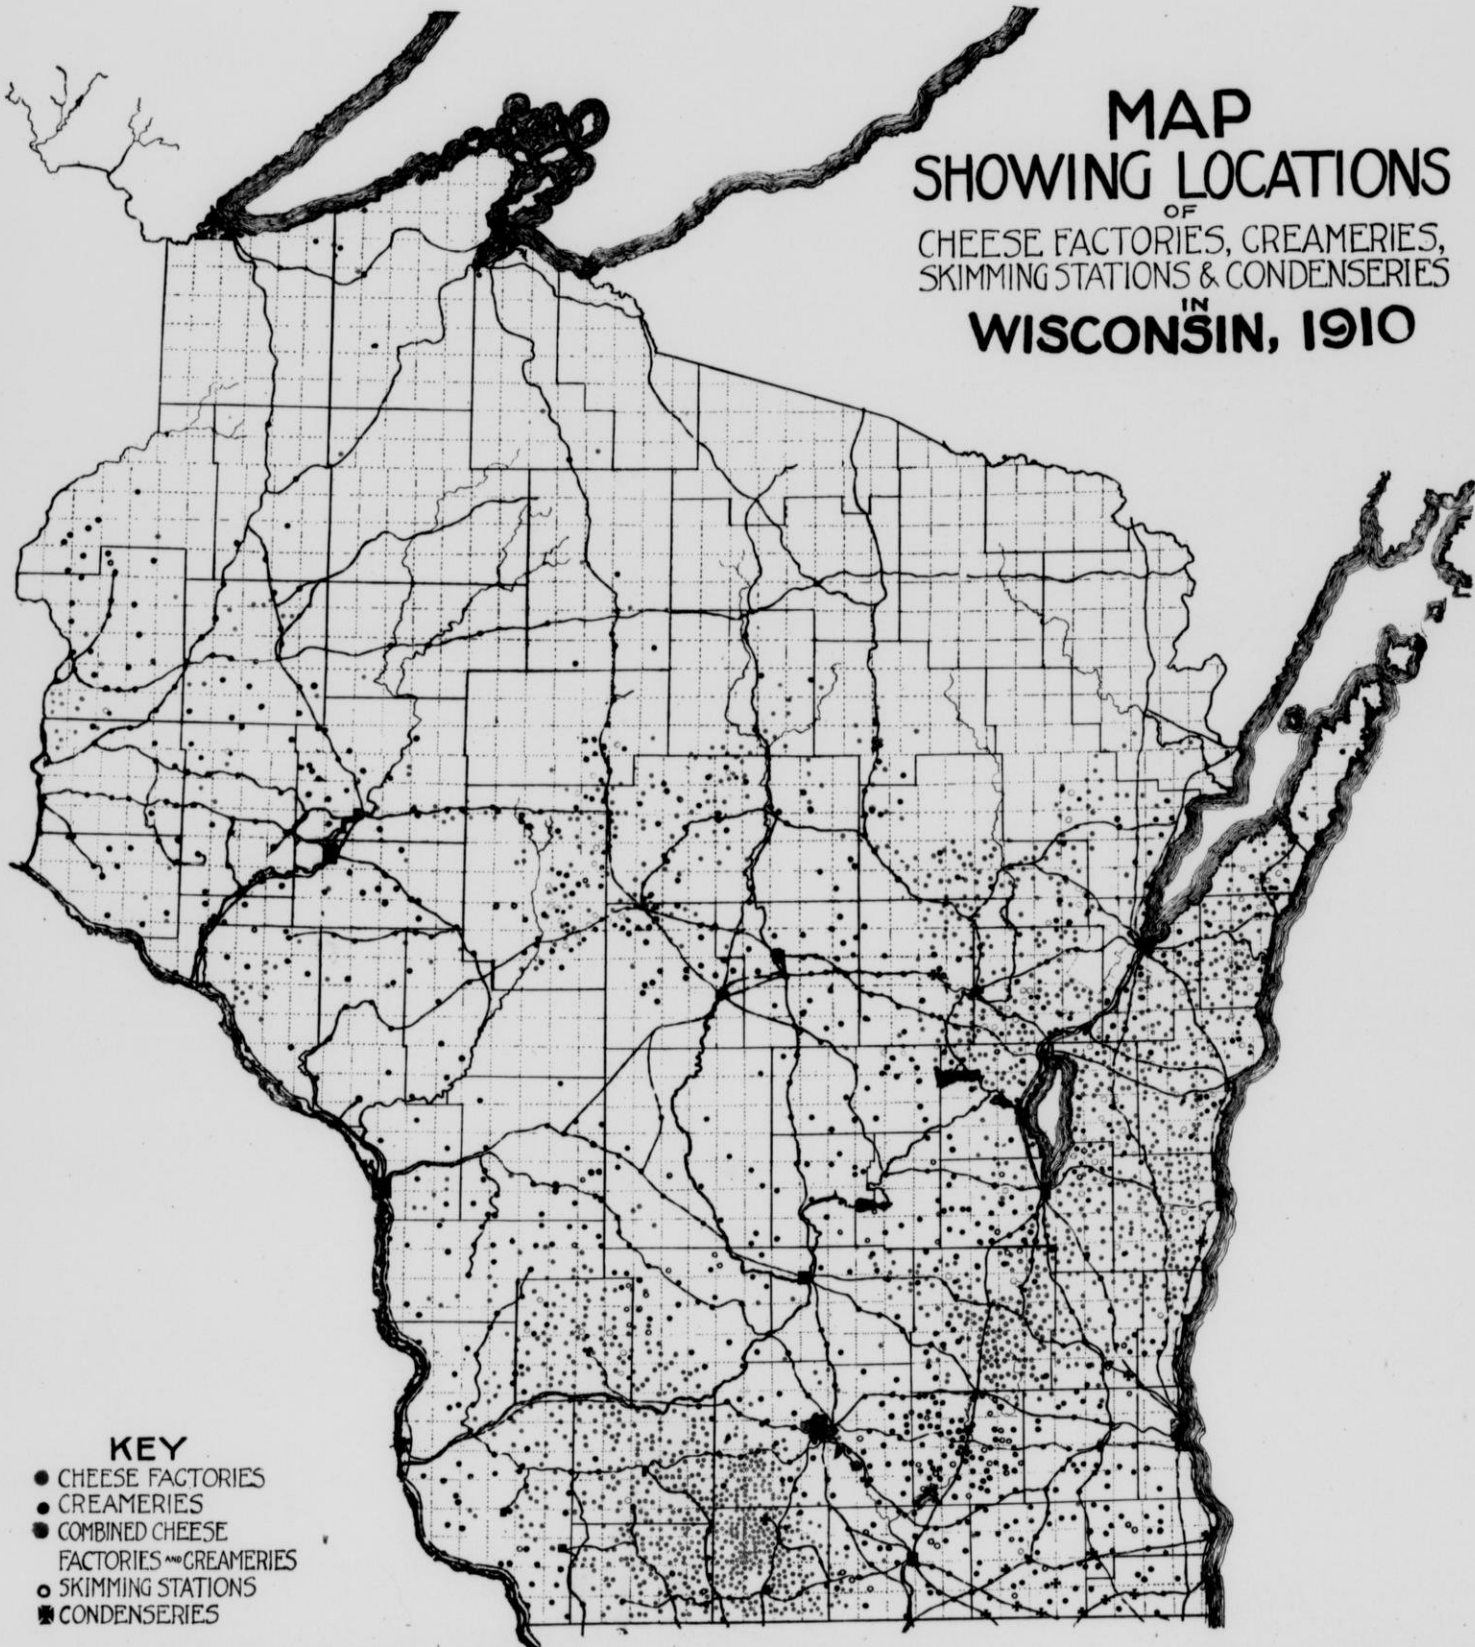 MAP
SHOWING LOCATIONS
OF
CHEESE FACTORIES, CREAMERIES,
SKIMMING STATIONS & CONDENSERIES
IN
WISCONSIN, 1910
KEY
CHEESE FACTORIES
CREAMERIES
COMBINED CHEESE
FACTORIES AND CREAMERIES
SKIMMING STATIONS
CONDENSERIES